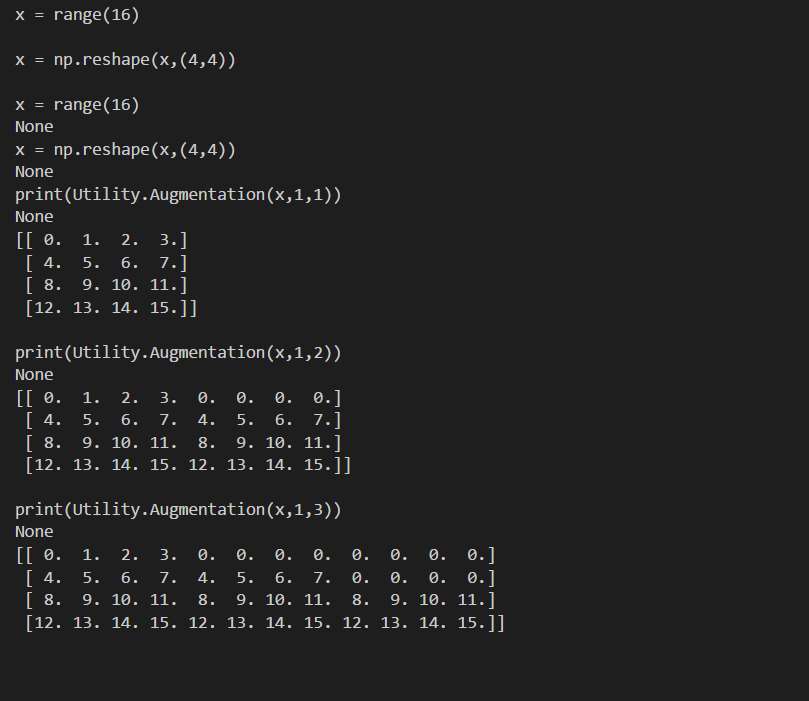 x = range(16)
x = np.reshape(x,(4,4))
x = range(16)
None
x = np.reshape(x,(4,4))
None
print(Utility.Augmentation(x,1,1))
None
[[ 0.  1.  2.  3.]
 [ 4.  5.  6.  7.]
 [ 8.  9. 10. 11.]
 [12. 13. 14. 15.]]
print(Utility.Augmentation(x,1,2))
None
[[ 0.  1.  2.  3.  0.  0.  0.  0.]
 [ 4.  5.  6.  7.  4.  5.  6.  7.]
 [ 8.  9. 10. 11.  8.  9. 10. 11.]
 [12. 13. 14. 15. 12. 13. 14. 15.]]
print(Utility.Augmentation(x,1,3))
None
[[ 0.  1.  2.  3.  0.  0.  0.  0.  0.  0.  0.  0.]
 [ 4.  5.  6.  7.  4.  5.  6.  7.  0.  0.  0.  0.]
 [ 8.  9. 10. 11.  8.  9. 10. 11.  8.  9. 10. 11.]
 [12. 13. 14. 15. 12. 13. 14. 15. 12. 13. 14. 15.]]